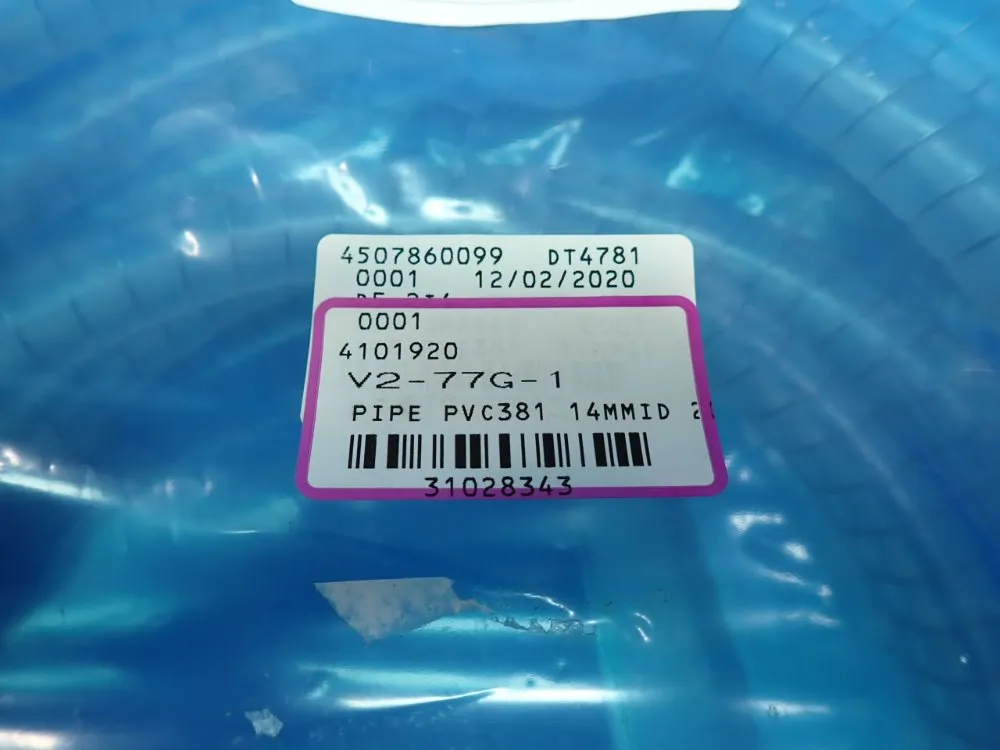 4507860099 DT4781
0001 12/02/2020
0001
4101920
V2-77G-1
PIPE PVC381 14MMID
31028343